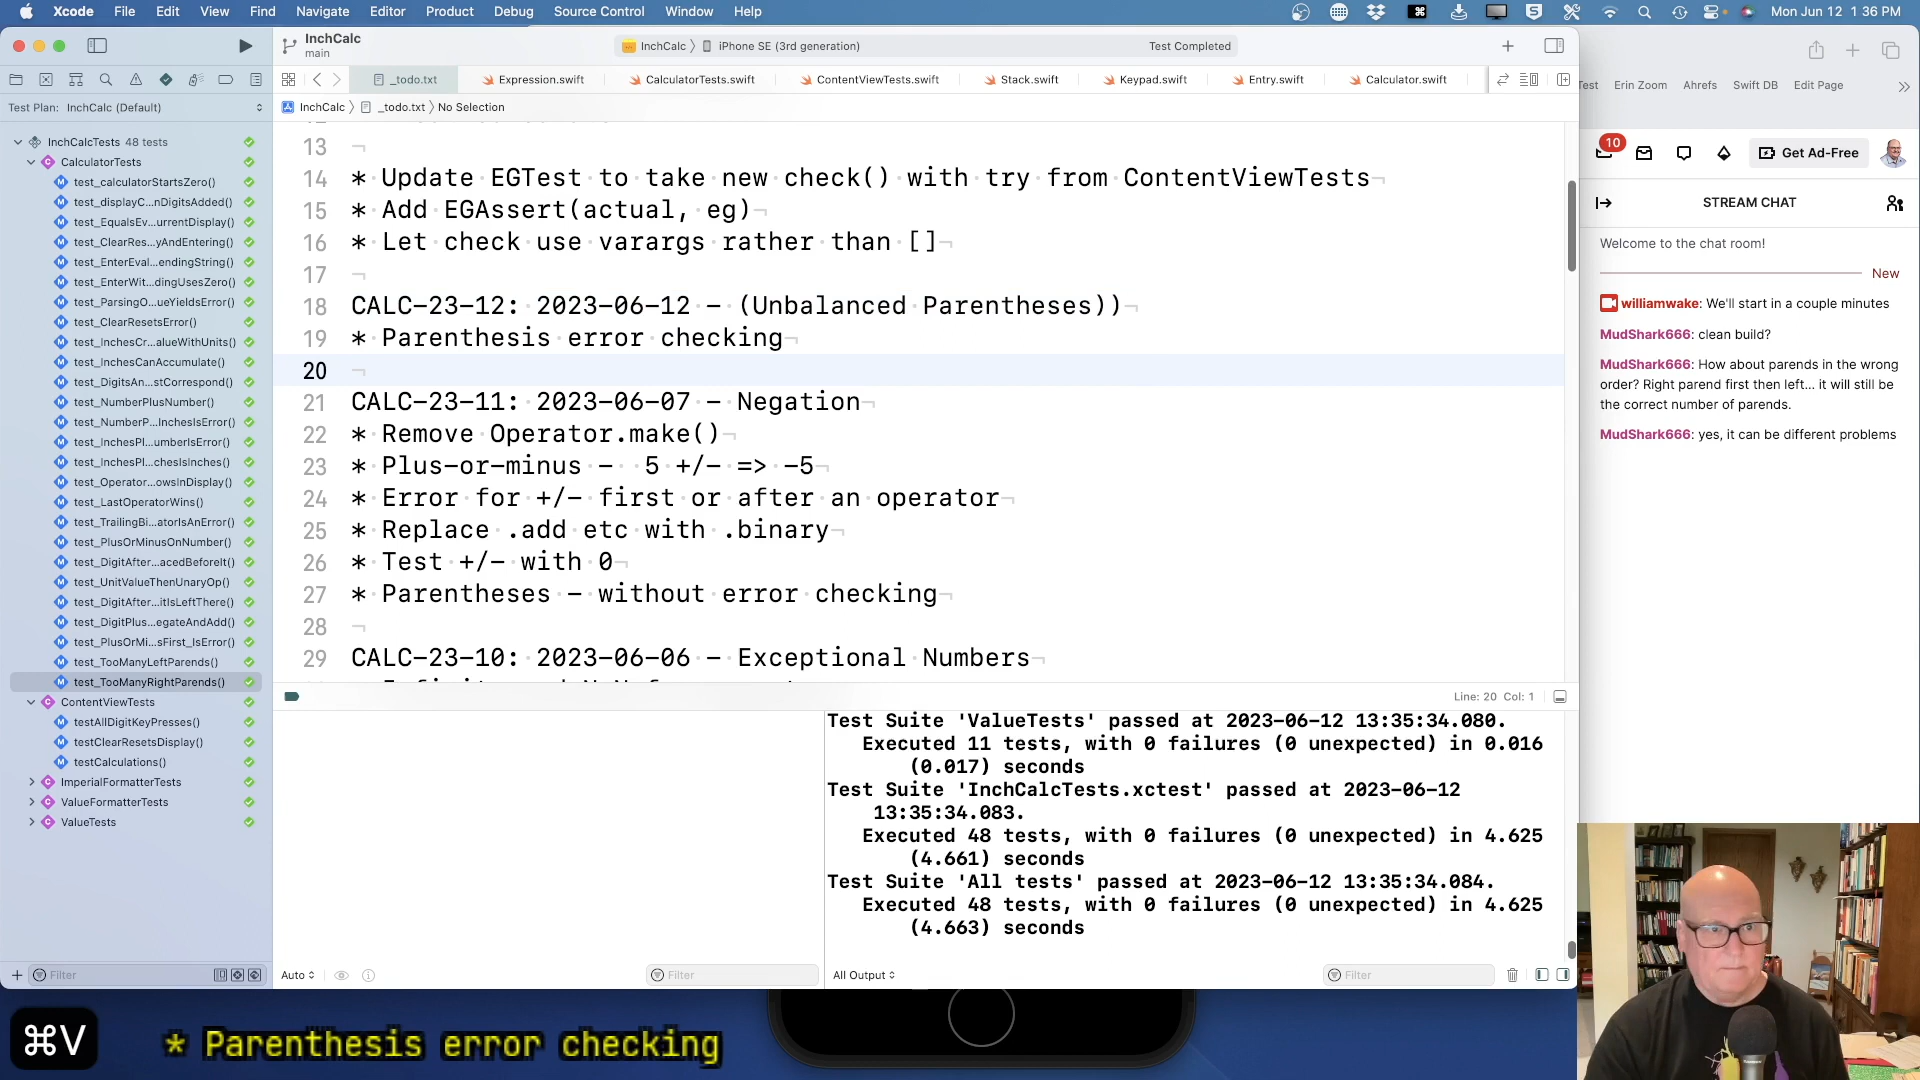 Xcode File Edit View Find Navigate Editor Product Debug Source Control Window Help
Mon Jun 12 1 36 PM
InchCalc
main
InchCalc 〉 iPhone SE (3rd generation)
Test Completed
_todo.txt
Expression.swift
CalculatorTests.swift
ContentViewTests.swift
Stack.swift
Keypad.swift
Entry.swift
Calculator.swift
Test Plan: InchCalc (Default)
InchCalc 〉 _todo.txt 〉 No Selection
InchCalcTests 48 tests
CalculatorTests
test_calculatorStartsZero()
test_displayC...nDigitsAdded()
test_EqualsEv...urrentDisplay()
test_ClearRes...yAndEntering()
test_EnterEval...endingString()
test_EnterWit...dingUsesZero()
test_ParsingO...ueYieldsError()
test_ClearResetsError()
test_InchesCr...alueWithUnits()
test_InchesCanAccumulate()
test_DigitsAn...stCorrespond()
test_NumberPlusNumber()
test_NumberP...InchesIsError()
test_InchesPl...umberIsError()
test_InchesPl...chesIsInches()
test_Operator...owsInDisplay()
test_LastOperatorWins()
test_TrailingBi...atorIsAnError()
test_PlusOrMinusOnNumber()
test_DigitAfter...acedBeforeIt()
test_UnitValueThenUnaryOp()
test_DigitAfter...itIsLeftThere()
test_DigitPlus...egateAndAdd()
test_PlusOrMi...sFirst_IsError()
test_TooManyLeftParends()
test_TooManyRightParends()
ContentViewTests
testAllDigitKeyPresses()
testClearResetsDisplay()
testCalculations()
ImperialFormatterTests
ValueFormatterTests
ValueTests
Filter
13
14 * Update EGTest to take new check() with try from ContentViewTests
15 * Add EGAssert(actual, eg)
16 * Let check use varargs rather than []
17
18 CALC-23-12: 2023-06-12 - (Unbalanced Parentheses))
19 * Parenthesis error checking
20
21 CALC-23-11: 2023-06-07 - Negation
22 * Remove Operator.make()
23 * Plus-or-minus -  5 +/- => -5
24 * Error for +/- first or after an operator
25 * Replace .add etc with .binary
26 * Test +/- with 0
27 * Parentheses - without error checking
28
29 CALC-23-10: 2023-06-06 - Exceptional Numbers
Line: 20 Col: 1
Test Suite 'ValueTests' passed at 2023-06-12 13:35:34.080.
Executed 11 tests, with 0 failures (0 unexpected) in 0.016
(0.017) seconds
Test Suite 'InchCalcTests.xctest' passed at 2023-06-12
13:35:34.083.
Executed 48 tests, with 0 failures (0 unexpected) in 4.625
(4.661) seconds
Test Suite 'All tests' passed at 2023-06-12 13:35:34.084.
Executed 48 tests, with 0 failures (0 unexpected) in 4.625
(4.663) seconds
Auto
Filter
All Output
Filter
Erin Zoom Ahrefs Swift DB Edit Page
10
Get Ad-Free
STREAM CHAT
Welcome to the chat room!
New
williamwake: We'll start in a couple minutes
MudShark666: clean build?
MudShark666: How about parends in the wrong
order? Right parend first then left... it will still be
the correct number of parends.
MudShark666: yes, it can be different problems
⌘V
* Parenthesis error checking